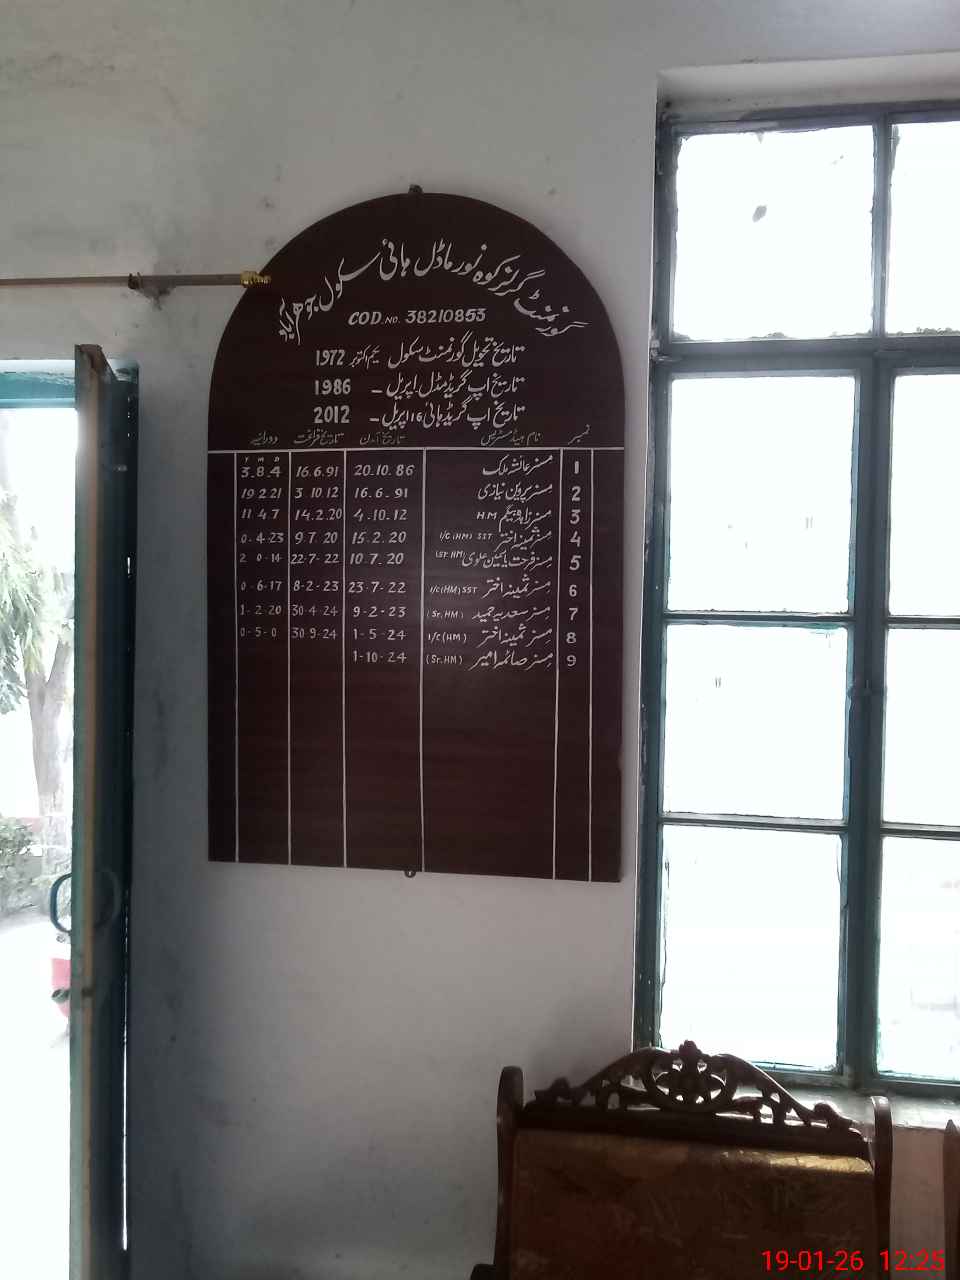 گورنمنٹ گرلز کوہ نور ماڈل ہائی سکول جوہرآباد
COD.NO. 38210853
تاریخ تحویل گورنمنٹ سکول یکم اکتوبر 1972
تاریخ اپ گریڈ مڈل اپریل ۔ 1986
تاریخ اپ گریڈ ہائی 16 اپریل ۔ 2012
نمبر نام ہیڈمسٹریس تاریخ آمدن تاریخ فراغت دورانیہ
Y M D
1 مسز عائشہ ملک 20.10.86 16.6.91 3.8.4
2 مسز پروین نیازی 16.6.91 3 10.12 19 2.21
3 مسز زاہدہ بیگم H.M 4.10.12 14.2.20 11 4.7
4 مسز ثمینہ اختر I/C (HM) SST 15.2.20 9.7.20 0-4-23
5 مسز فرحت یاسمین علوی (Sr.HM) 10.7.20 22-7-22 2 0-14
6 مسز ثمینہ اختر I/C(HM)SST 23-7-22 8-2-23 0-6-17
7 مسز سعدیہ حمید (Sr.HM) 9-2-23 30-4-24 1-2-20
8 مسز ثمینہ اختر I/C(HM) 1-5-24 30 9-24 0-5-0
9 مسز صائمہ امیر (Sr.HM) 1-10-24
19-01-26 12:25